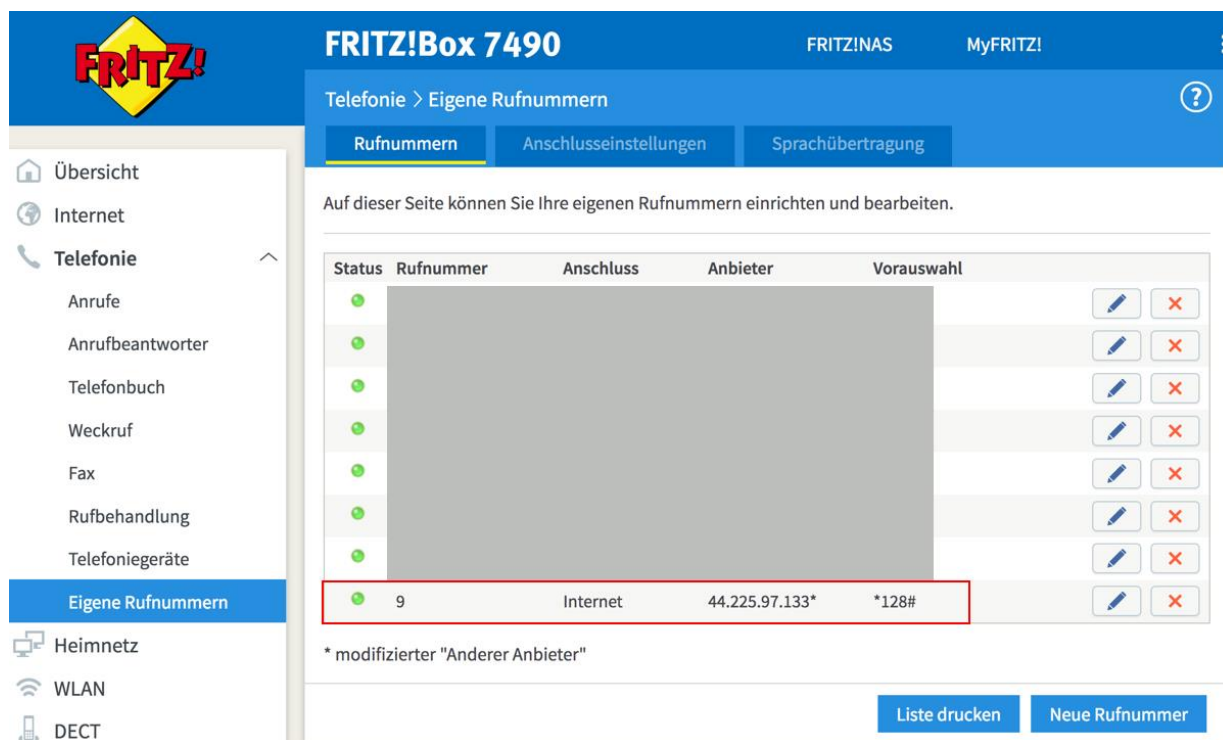 FRITZ!
FRITZ!Box 7490 FRITZ!NAS MyFRITZ!
Telefonie > Eigene Rufnummern ?
Rufnummern Anschlusseinstellungen Sprachübertragung
Übersicht
Internet
Telefonie
Anrufe
Anrufbeantworter
Telefonbuch
Weckruf
Fax
Rufbehandlung
Telefoniegeräte
Eigene Rufnummern
Heimnetz
WLAN
DECT
Auf dieser Seite können Sie Ihre eigenen Rufnummern einrichten und bearbeiten.
Status Rufnummer Anschluss Anbieter Vorauswahl
9 Internet 44.225.97.133* *128#
* modifizierter "Anderer Anbieter"
Liste drucken Neue Rufnummer